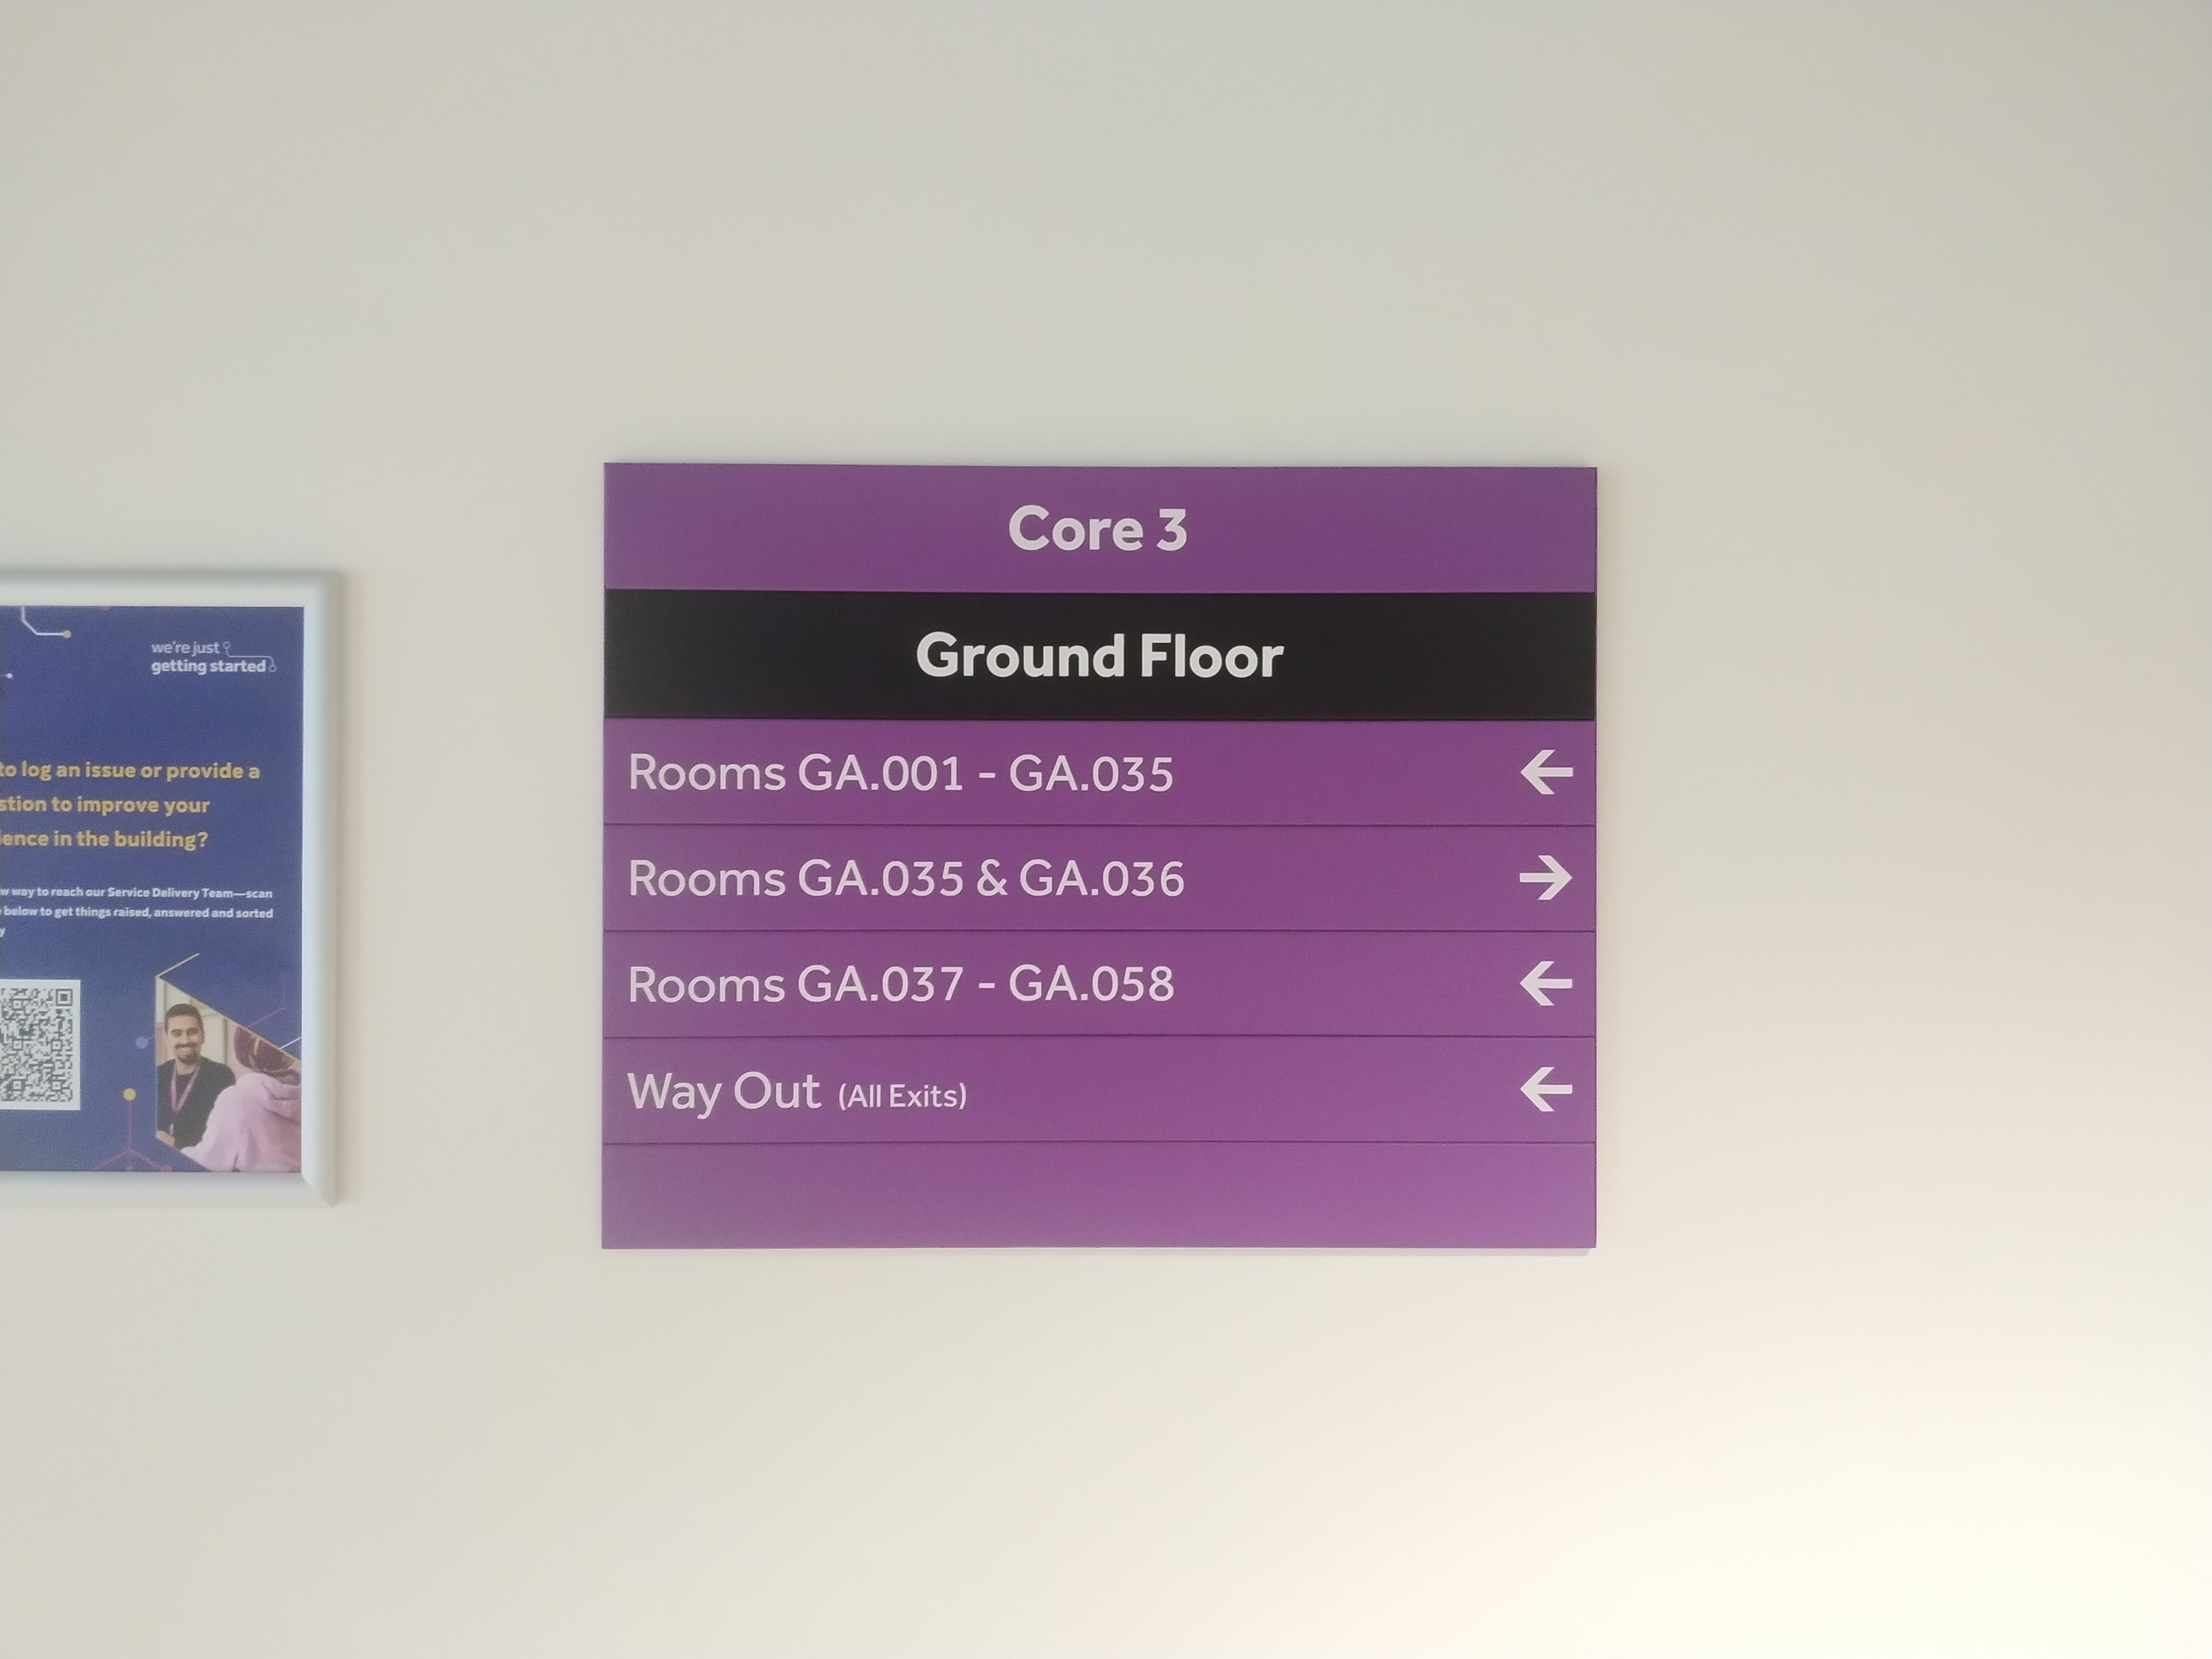 we're just
getting started
to log an issue or provide a
stion to improve your
ence in the building?
w way to reach our Service Delivery Team—scan
below to get things raised, answered and sorted
y
Core 3
Ground Floor
Rooms GA.001 - GA.035 ←
Rooms GA.035 & GA.036 →
Rooms GA.037 - GA.058 ←
Way Out (All Exits) ←